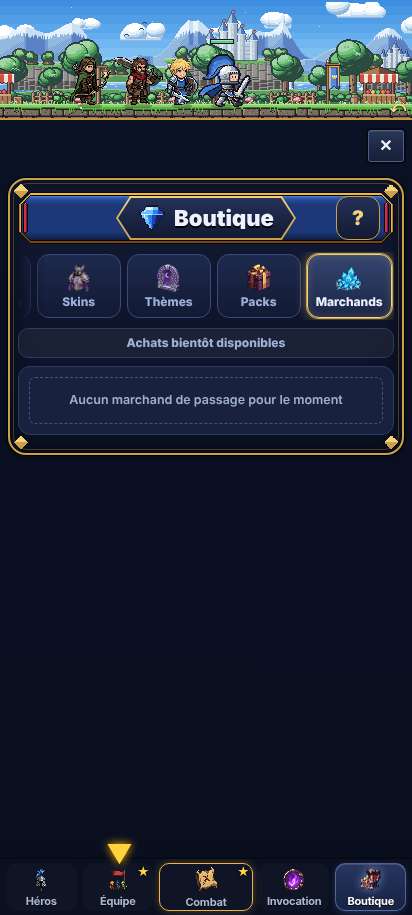 ×
Boutique
?
Skins
Thèmes
Packs
Marchands
Achats bientôt disponibles
Aucun marchand de passage pour le moment
Héros
Équipe
Combat
Invocation
Boutique